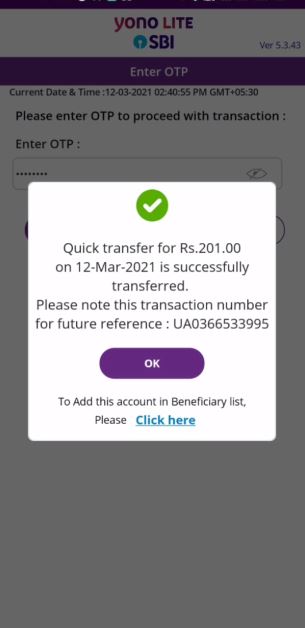 yono LITE
SBI
Ver 5.3.43
Enter OTP
Current Date & Time :12-03-2021 02:40:55 PM GMT+05:30
Please enter OTP to proceed with transaction :
Enter OTP :
••••••••
Quick transfer for Rs.201.00
on 12-Mar-2021 is successfully
transferred.
Please note this transaction number
for future reference : UA0366533995
OK
To Add this account in Beneficiary list,
Please Click here